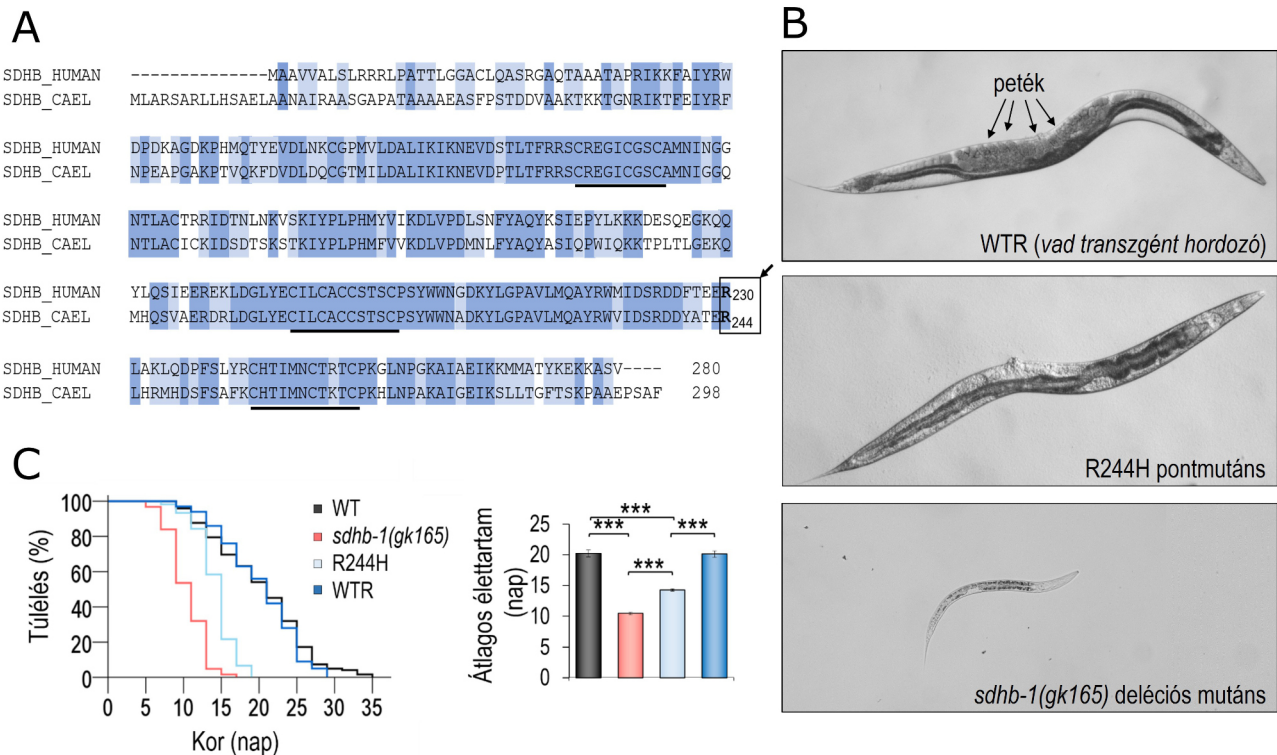 A
SDHB_HUMAN ---------------MAAVVALSLRRRLPATTLGGACLQASRGAQTAAATAPRIKKFAIYRW
SDHB_CAEL MLARSARLLHSAELAANAIRAASGAPATAAAAEASFPSTDDVAAKTKKTGNRIKTFEIYRF
DPDKAGDKPHMQTYEVDLNKCGPMVLDALIKIKNEVDSTLTFRRSCREGICGSCAMNINGG
NPEAPGAKPTVQKFDVDLDQCGTMILDALIKIKNEVDPTLTFRRSCREGICGSCAMNIGGQ
SDHB_HUMAN NTLACTRRIDTNLNKVSKIYPLPHMYVIKDLVPDLSNFYAQYKSIEPYLKKKDESQEGKQQ
SDHB_CAEL NTLACICKIDSDTSKSTKIYPLPHMFVVKDLVPDMNLFYAQYASIQPWIQKKTPLTLGEKQ
SDHB_HUMAN YLQSIEEREKLDGLYECILCACCSTSCPSYWWNGDKYLGPAVLMQAYRWMIDSRDDFTEER230
SDHB_CAEL MHQSVAERDRLDGLYECILCACCSTSCPSYWWNADKYLGPAVLMQAYRWVIDSRDDYATER244
SDHB_HUMAN LAKLQDPFSLYRCHTIMNCTRTCPKGLNPGKAIAEIKKMMATYKEKKASV---- 280
SDHB_CAEL LHRMHDSFSAFKCHTIMNCTKTCPKHLNPAKAIGEIKSLLTGFTSKPAAEPSAF 298
B
peték
WTR (vad transzgént hordozó)
R244H pontmutáns
sdhb-1(gk165) deléciós mutáns
C
Túlélés (%)
100
80
60
40
20
0
0 5 10 15 20 25 30 35
Kor (nap)
WT
sdhb-1(gk165)
R244H
WTR
Átlagos élettartam
(nap)
25
20
15
10
5
0
***
*** ***
***